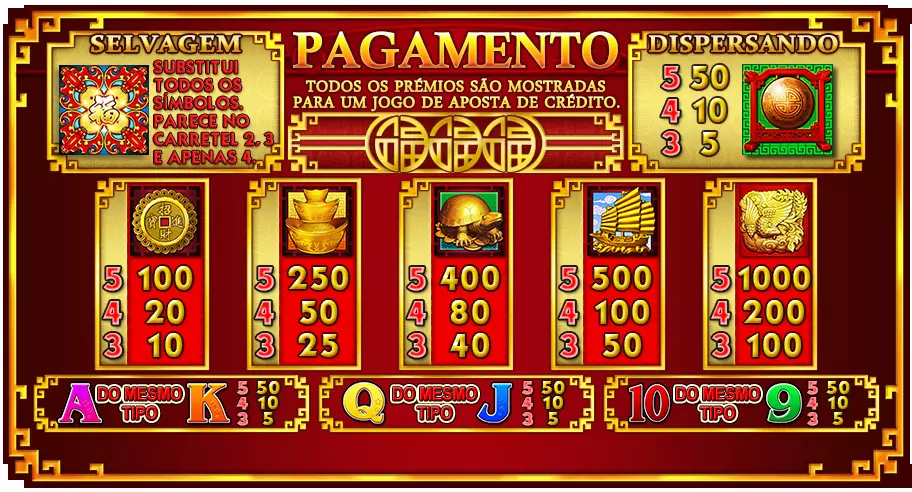 SELVAGEM
SUBSTITUI
TODOS OS
SÍMBOLOS.
PARECE NO
CARRETEL 2, 3
E APENAS 4.
PAGAMENTO
TODOS OS PRÉMIOS SÃO MOSTRADAS
PARA UM JOGO DE APOSTA DE CRÉDITO.
福福福
DISPERSANDO
5 50
4 10
3 5
5 100
4 20
3 10
5 250
4 50
3 25
5 400
4 80
3 40
5 500
4 100
3 50
5 1000
4 200
3 100
A DO MESMO TIPO K
5 50
4 10
3 5
Q DO MESMO TIPO J
5 50
4 10
3 5
10 DO MESMO TIPO 9
5 50
4 10
3 5